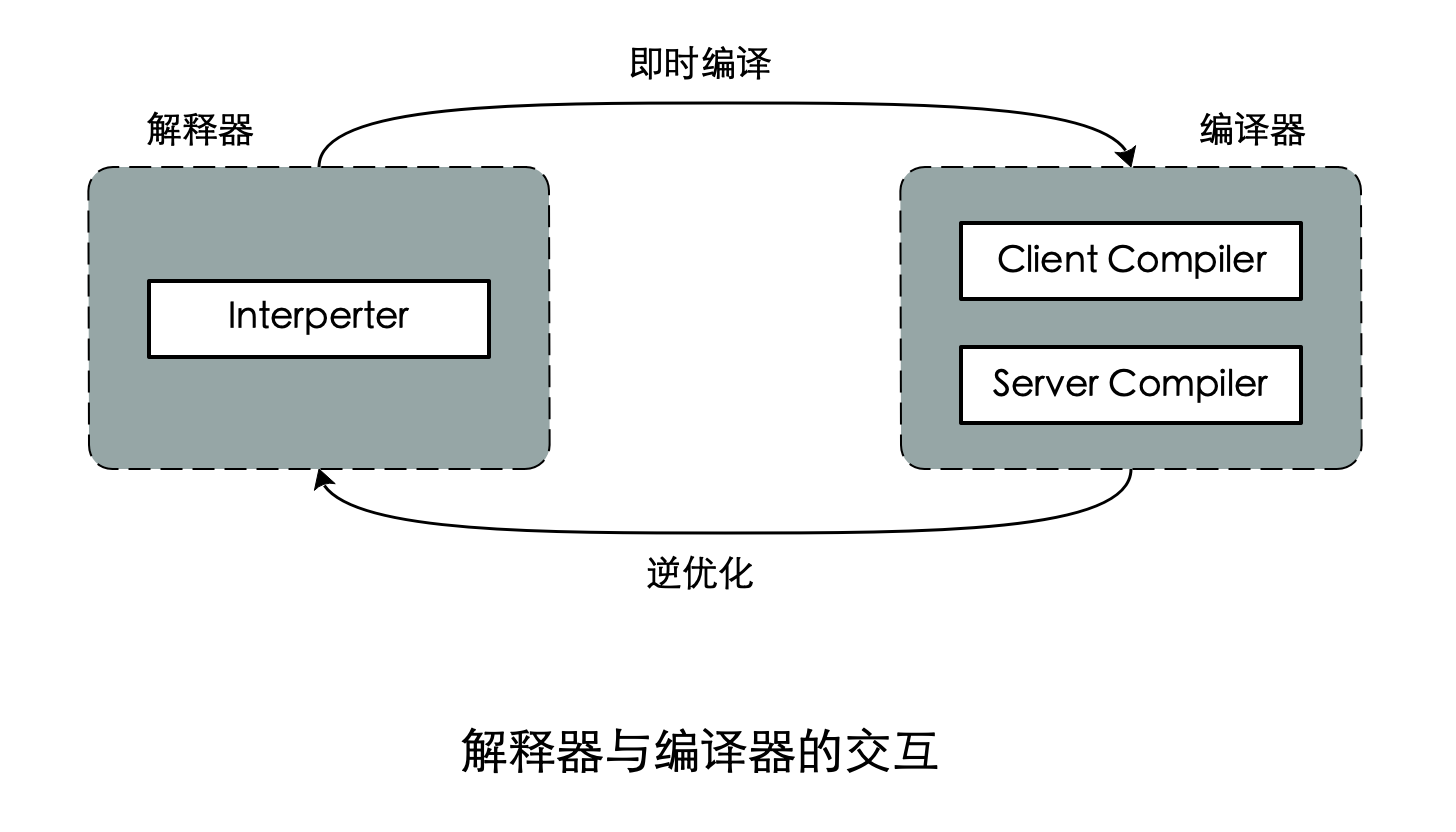 即时编译
解释器
编译器
Client Compiler
Interperter
Server Compiler
逆优化
解释器与编译器的交互